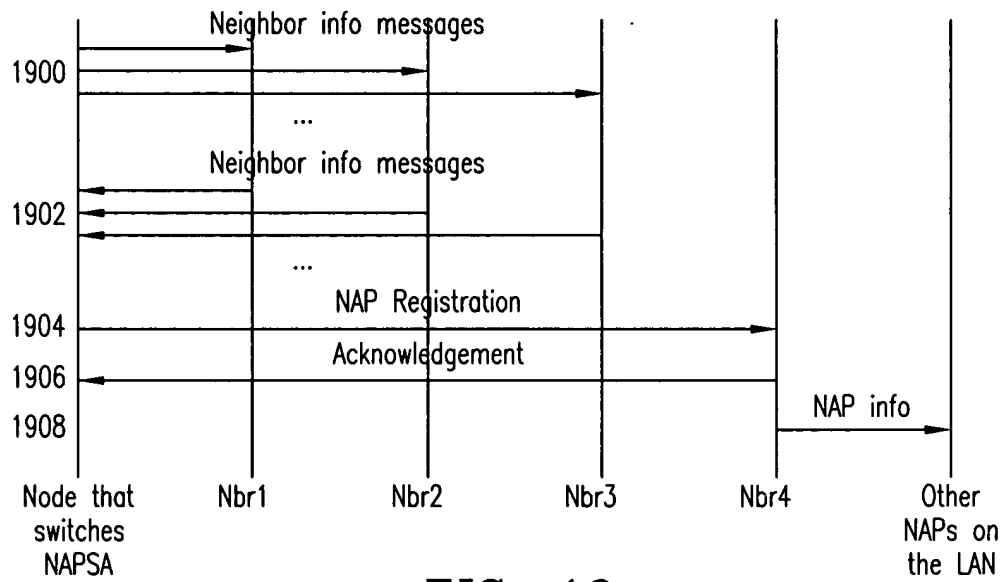 Neighbor info messages
1900
...
Neighbor info messages
1902
...
NAP Registration
1904
Acknowledgement
1906
NAP info
1908
Node that
switches
NAPSA
Nbr1
Nbr2
Nbr3
Nbr4
Other
NAPs on
the LAN